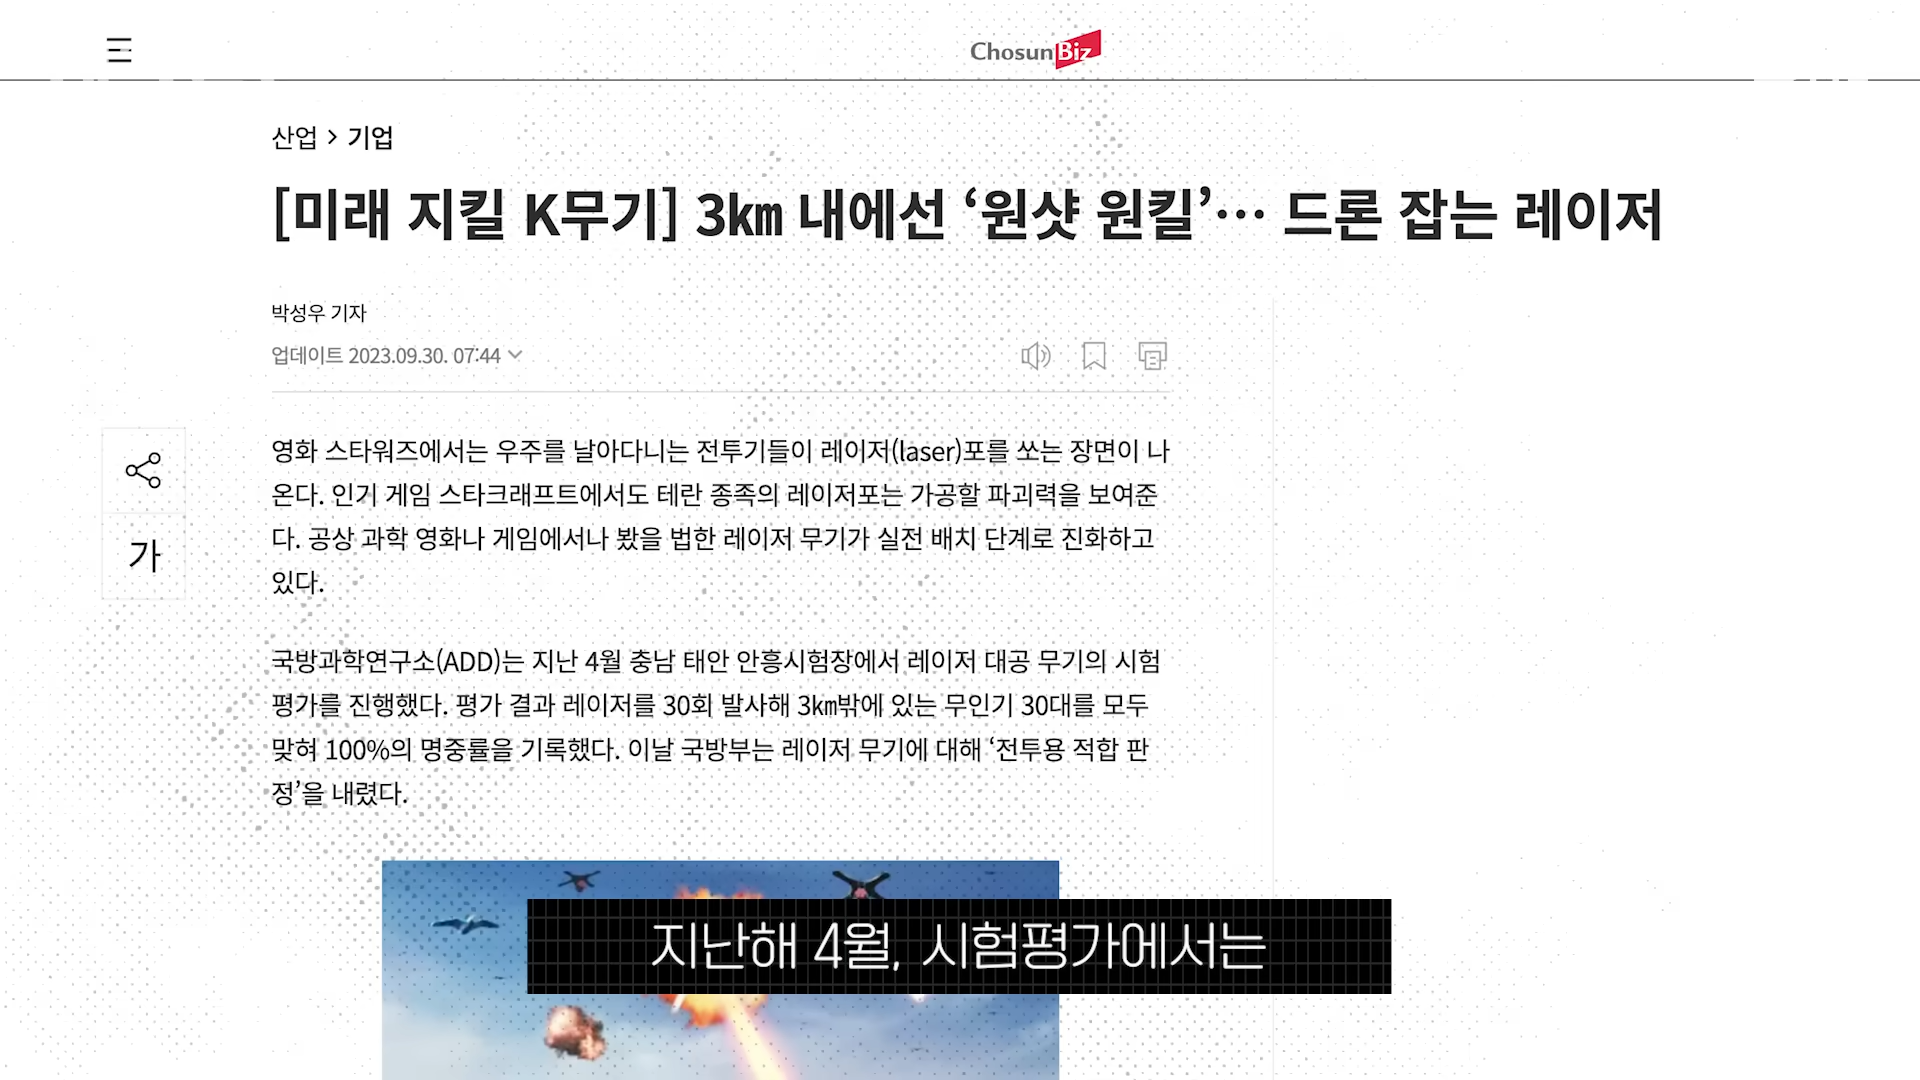 ChosunBiz
산업 > 기업
[미래 지킬 K무기] 3㎞ 내에선 ‘원샷 원킬’… 드론 잡는 레이저
박성우 기자
업데이트 2023.09.30. 07:44
가
영화 스타워즈에서는 우주를 날아다니는 전투기들이 레이저(laser)포를 쏘는 장면이 나
온다. 인기 게임 스타크래프트에서도 테란 종족의 레이저포는 가공할 파괴력을 보여준
다. 공상 과학 영화나 게임에서나 봤을 법한 레이저 무기가 실전 배치 단계로 진화하고
있다.
국방과학연구소(ADD)는 지난 4월 충남 태안 안흥시험장에서 레이저 대공 무기의 시험
평가를 진행했다. 평가 결과 레이저를 30회 발사해 3㎞밖에 있는 무인기 30대를 모두
맞혀 100%의 명중률을 기록했다. 이날 국방부는 레이저 무기에 대해 ‘전투용 적합 판
정’을 내렸다.
지난해 4월, 시험평가에서는